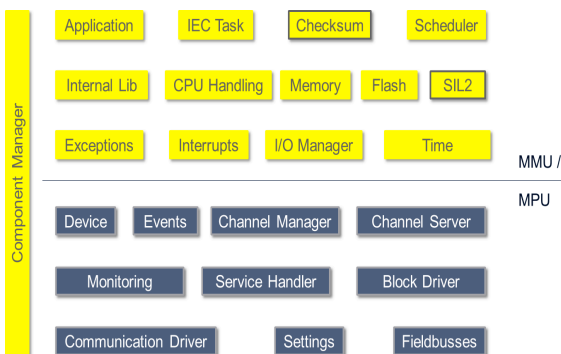 Component Manager
Application IEC Task Checksum Scheduler
Internal Lib CPU Handling Memory Flash SIL2
Exceptions Interrupts I/O Manager Time
MMU /
MPU
Device Events Channel Manager Channel Server
Monitoring Service Handler Block Driver
Communication Driver Settings Fieldbusses